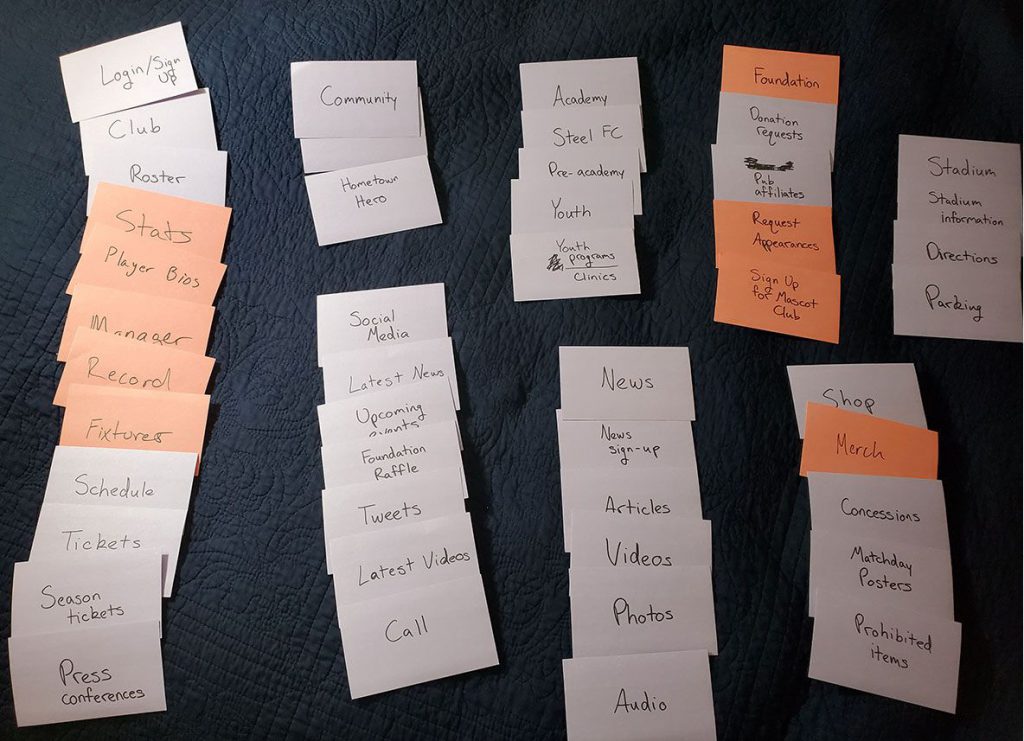 Login/Sign
Up
Club
Roster
Stats
Player Bios
Manager
Record
Fixtures
Schedule
Tickets
Season
tickets
Press
conferences
Community
Hometown
Hero
Social
Media
Latest News
Upcoming
events
Foundation
Raffle
Tweets
Latest Videos
Call
Academy
Steel FC
Pre-academy
Youth
Youth
programs
Clinics
News
News
sign-up
Articles
Videos
Photos
Audio
Foundation
Donation
requests
Pub
affiliates
Request
Appearances
Sign Up
for Mascot
Club
Shop
Merch
Concessions
Matchday
Posters
Prohibited
items
Stadium
Stadium
information
Directions
Parking